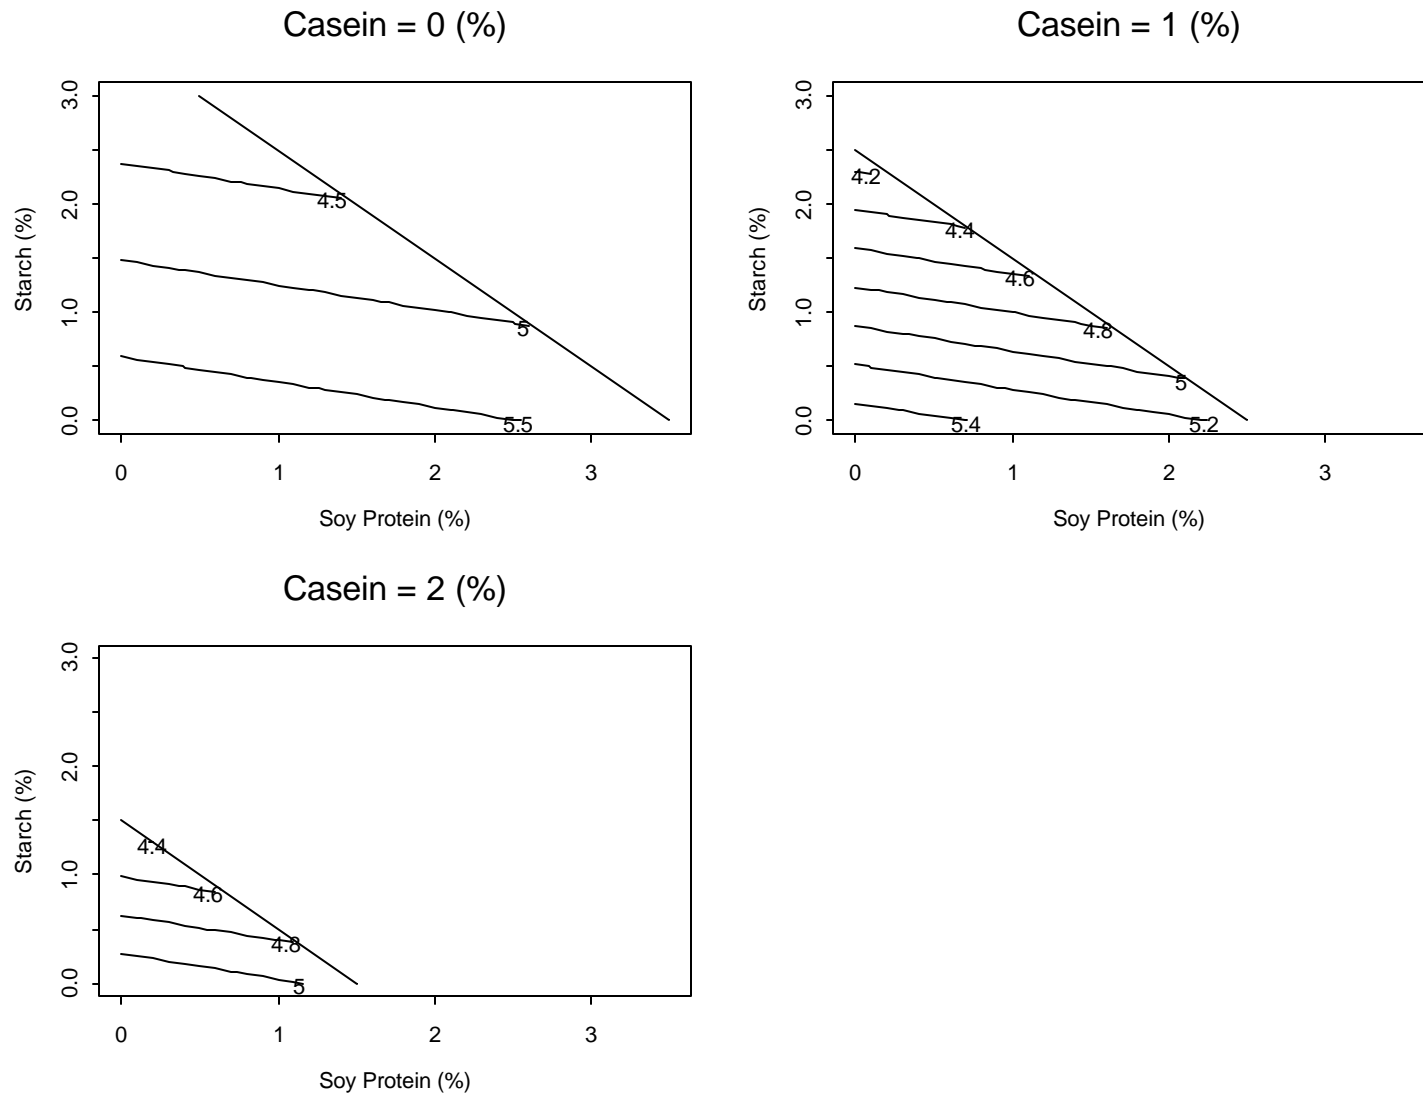 Casein = 0 (%)
3.0
2.0
1.0
0.0
Starch (%)
4.5
5
5.5
0 1 2 3
Soy Protein (%)
Casein = 1 (%)
3.0
2.0
1.0
0.0
Starch (%)
4.2
4.4
4.6
4.8
5
5.4 5.2
0 1 2 3
Soy Protein (%)
Casein = 2 (%)
3.0
2.0
1.0
0.0
Starch (%)
4.4
4.6
4.8
5
0 1 2 3
Soy Protein (%)